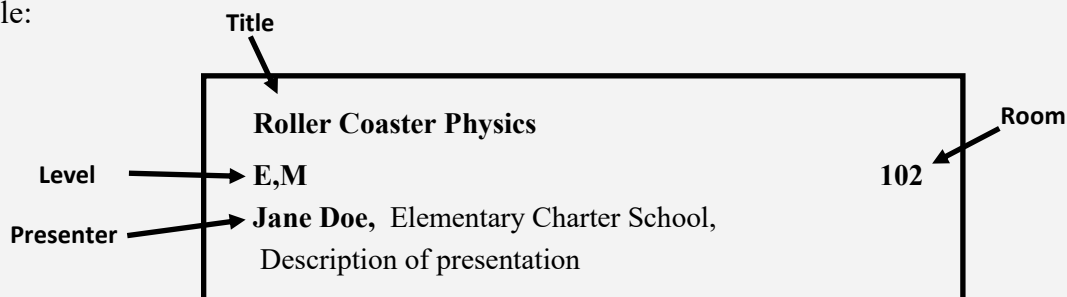 le:
Title
Roller Coaster Physics
Room
Level E,M 102
Presenter Jane Doe, Elementary Charter School,
Description of presentation